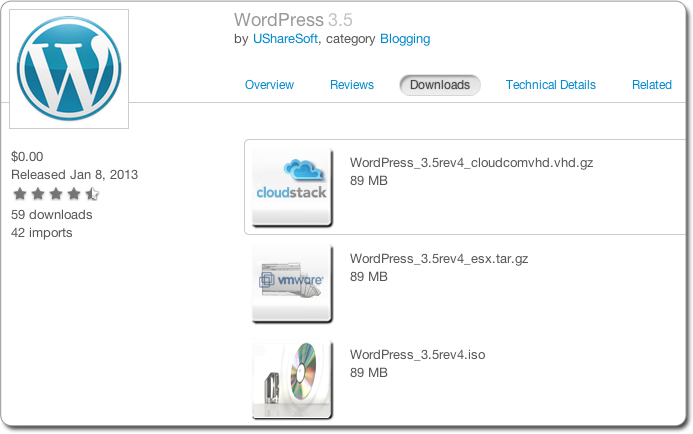 WordPress 3.5
by UShareSoft, category Blogging
Overview Reviews Downloads Technical Details Related
$0.00
Released Jan 8, 2013
59 downloads
42 imports
cloudstack
WordPress_3.5rev4_cloudcomvhd.vhd.gz
89 MB
vmware
WordPress_3.5rev4_esx.tar.gz
89 MB
WordPress_3.5rev4.iso
89 MB